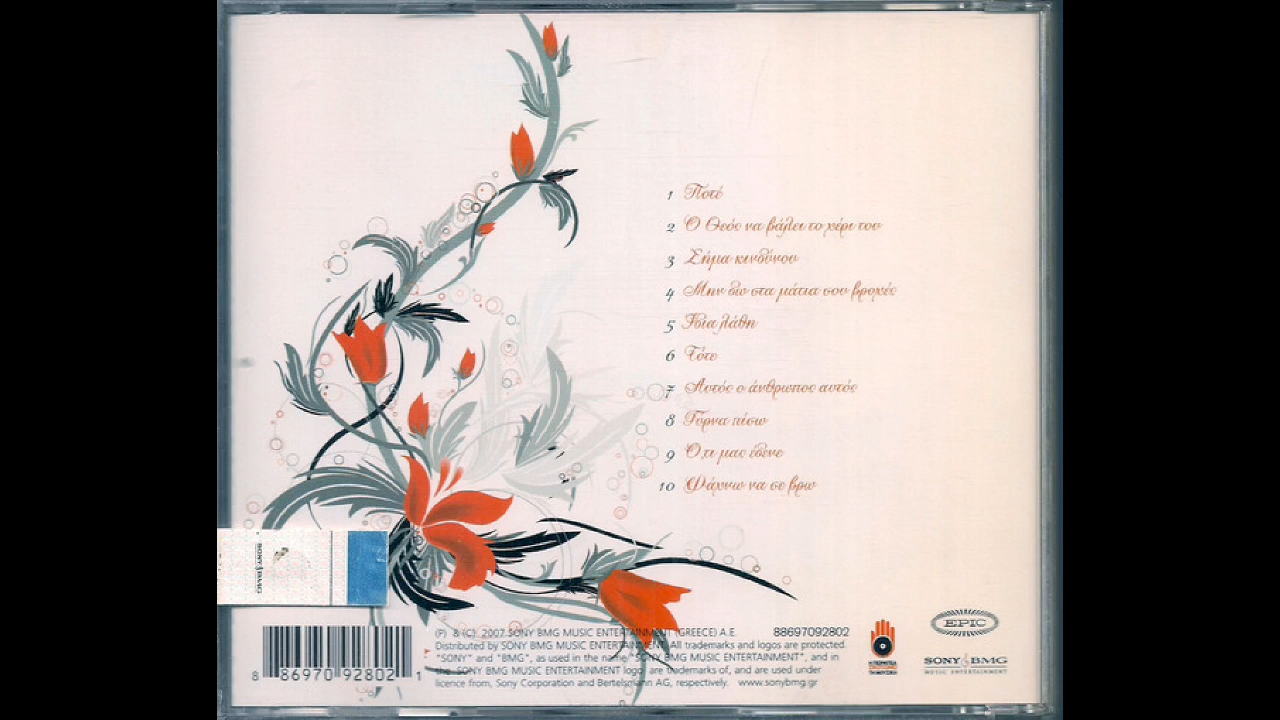 1 Ποτέ
2 Ο Θεός να βάλει το χέρι του
3 Σήμα κινδύνου
4 Μην δω στα μάτια σου βροχές
5 Ίσια λάθη
6 Τότε
7 Αυτός ο άνθρωπος αυτός
8 Γύρνα πίσω
9 Ό,τι μας έδενε
10 Ψάχνω να σε βρω
SONY BMG
8 86970 92802 1
(P) & (C) 2007 SONY BMG MUSIC ENTERTAINMENT (GREECE) A.E. 88697092802
Distributed by SONY BMG MUSIC ENTERTAINMENT. All trademarks and logos are protected.
"SONY" and "BMG", as used in the name "SONY BMG MUSIC ENTERTAINMENT", and in
the SONY BMG MUSIC ENTERTAINMENT logo are trademarks of, and are used under
licence from, Sony Corporation and Bertelsmann AG, respectively. www.sonybmg.gr
EPIC
SONY BMG
MUSIC ENTERTAINMENT